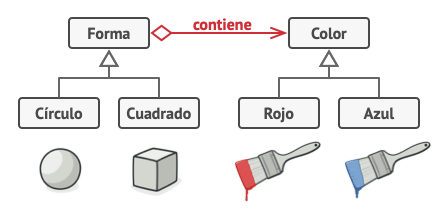 Forma
contiene
Color
Círculo
Cuadrado
Rojo
Azul